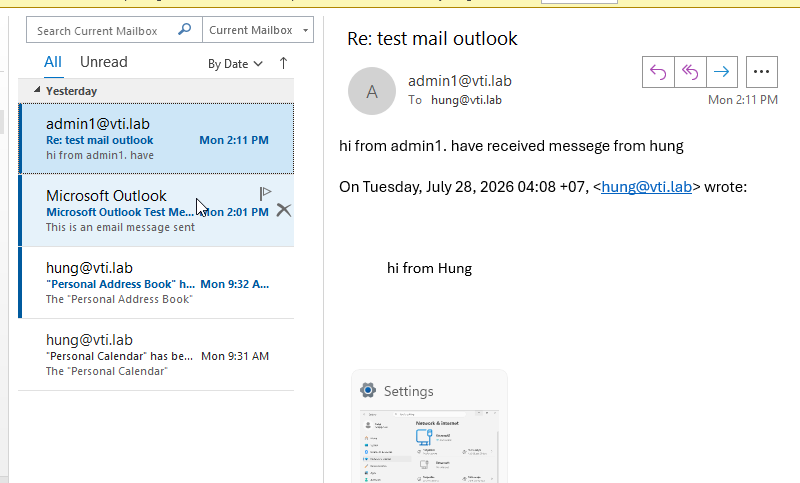 Search Current Mailbox
Current Mailbox
All
Unread
By Date
Yesterday
admin1@vti.lab
Re: test mail outlook Mon 2:11 PM
hi from admin1. have
Microsoft Outlook
Microsoft Outlook Test Me... Mon 2:01 PM
This is an email message sent
hung@vti.lab
"Personal Address Book" h... Mon 9:32 A...
The "Personal Address Book"
hung@vti.lab
"Personal Calendar" has be... Mon 9:31 AM
The "Personal Calendar"
Re: test mail outlook
A
admin1@vti.lab
To hung@vti.lab
Mon 2:11 PM
hi from admin1. have received messege from hung
On Tuesday, July 28, 2026 04:08 +07, <hung@vti.lab> wrote:
hi from Hung
Settings
Network & internet